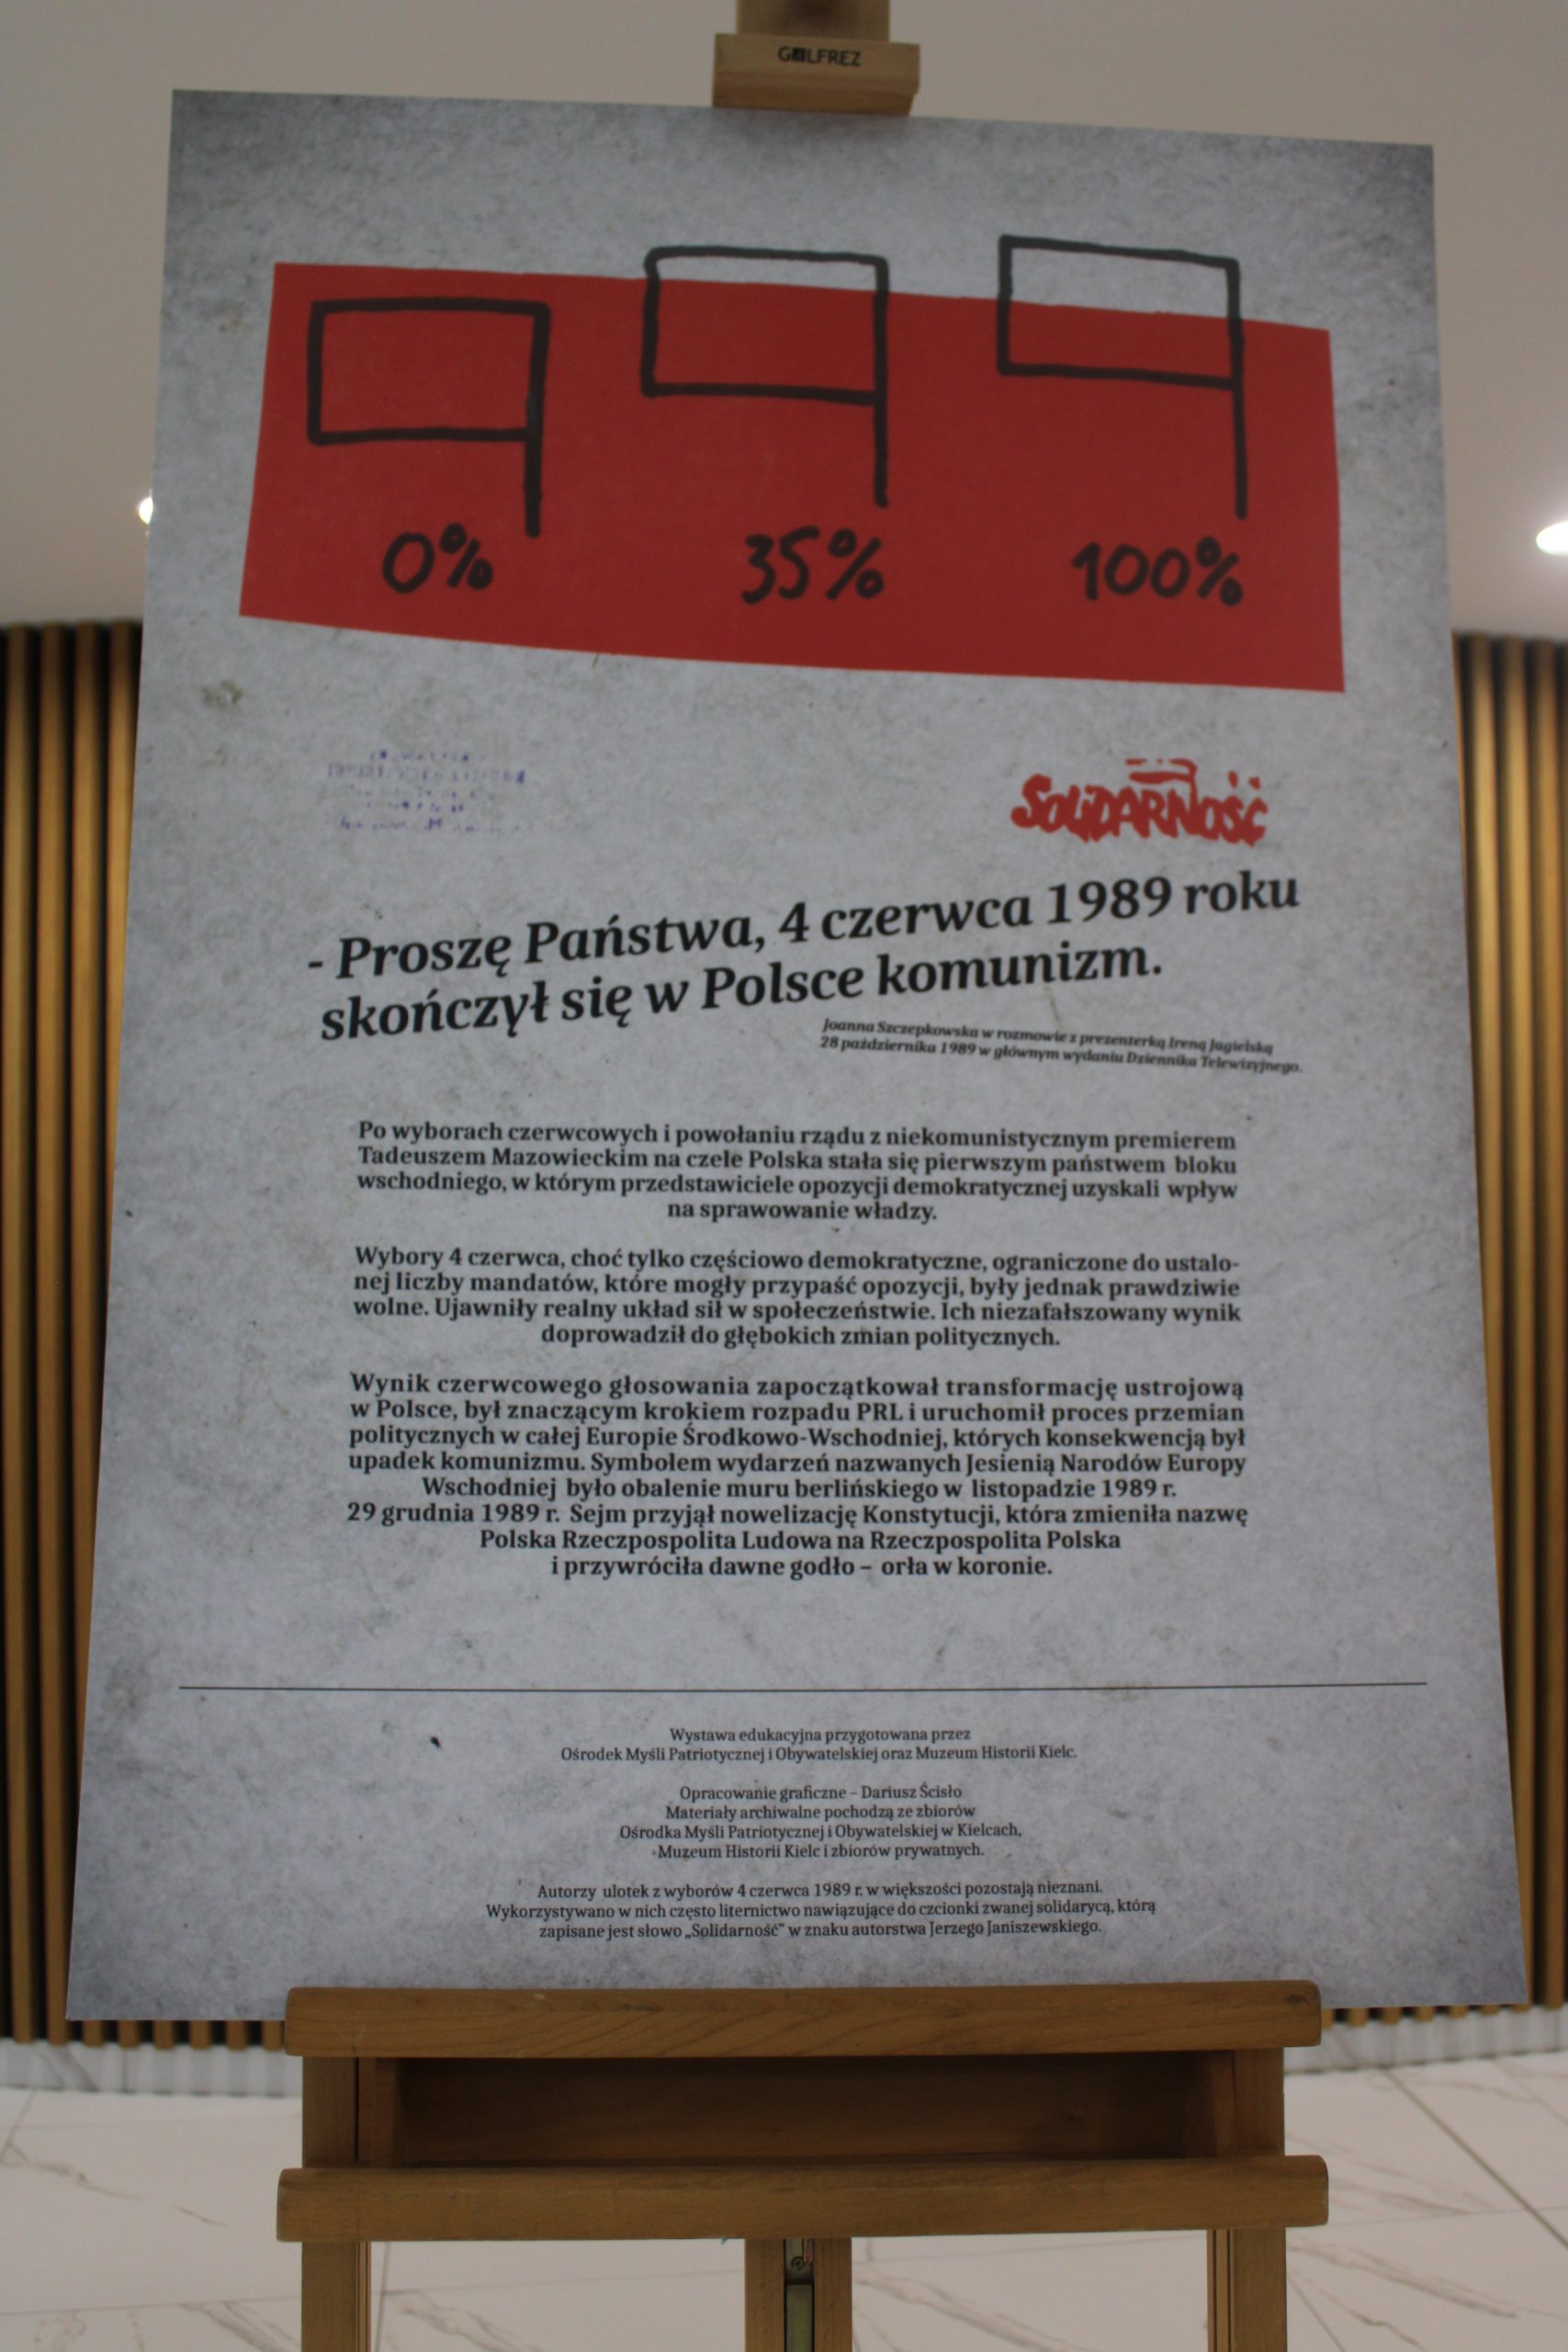 GOLFREZ
0% 35% 100%
SOLIDARNOŚĆ
- Proszę Państwa, 4 czerwca 1989 roku
skończył się w Polsce komunizm.
Joanna Szczepkowska w rozmowie z prezenterką Ireną Jagielską
28 października 1989 w głównym wydaniu Dziennika Telewizyjnego.
Po wyborach czerwcowych i powołaniu rządu z niekomunistycznym premierem
Tadeuszem Mazowieckim na czele Polska stała się pierwszym państwem bloku
wschodniego, w którym przedstawiciele opozycji demokratycznej uzyskali wpływ
na sprawowanie władzy.
Wybory 4 czerwca, choć tylko częściowo demokratyczne, ograniczone do ustalo-
nej liczby mandatów, które mogły przypaść opozycji, były jednak prawdziwie
wolne. Ujawniły realny układ sił w społeczeństwie. Ich niezafałszowany wynik
doprowadził do głębokich zmian politycznych.
Wynik czerwcowego głosowania zapoczątkował transformację ustrojową
w Polsce, był znaczącym krokiem rozpadu PRL i uruchomił proces przemian
politycznych w całej Europie Środkowo-Wschodniej, których konsekwencją był
upadek komunizmu. Symbolem wydarzeń nazwanych Jesienią Narodów Europy
Wschodniej było obalenie muru berlińskiego w listopadzie 1989 r.
29 grudnia 1989 r. Sejm przyjął nowelizację Konstytucji, która zmieniła nazwę
Polska Rzeczpospolita Ludowa na Rzeczpospolita Polska
i przywróciła dawne godło – orła w koronie.
Wystawa edukacyjna przygotowana przez
Ośrodek Myśli Patriotycznej i Obywatelskiej oraz Muzeum Historii Kielc.
Opracowanie graficzne – Dariusz Ścisło
Materiały archiwalne pochodzą ze zbiorów
Ośrodka Myśli Patriotycznej i Obywatelskiej w Kielcach,
Muzeum Historii Kielc i zbiorów prywatnych.
Autorzy ulotek z wyborów 4 czerwca 1989 r. w większości pozostają nieznani.
Wykorzystywano w nich często liternictwo nawiązujące do czcionki zwanej solidarycą, którą
zapisane jest słowo „Solidarność” w znaku autorstwa Jerzego Janiszewskiego.